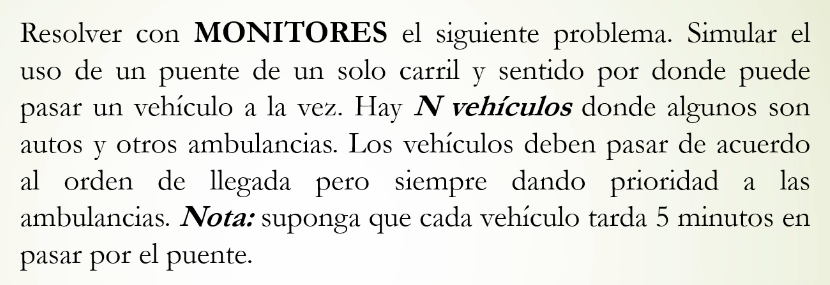 Resolver con MONITORES el siguiente problema. Simular el
uso de un puente de un solo carril y sentido por donde puede
pasar un vehículo a la vez. Hay N vehículos donde algunos son
autos y otros ambulancias. Los vehículos deben pasar de acuerdo
al orden de llegada pero siempre dando prioridad a las
ambulancias. Nota: suponga que cada vehículo tarda 5 minutos en
pasar por el puente.